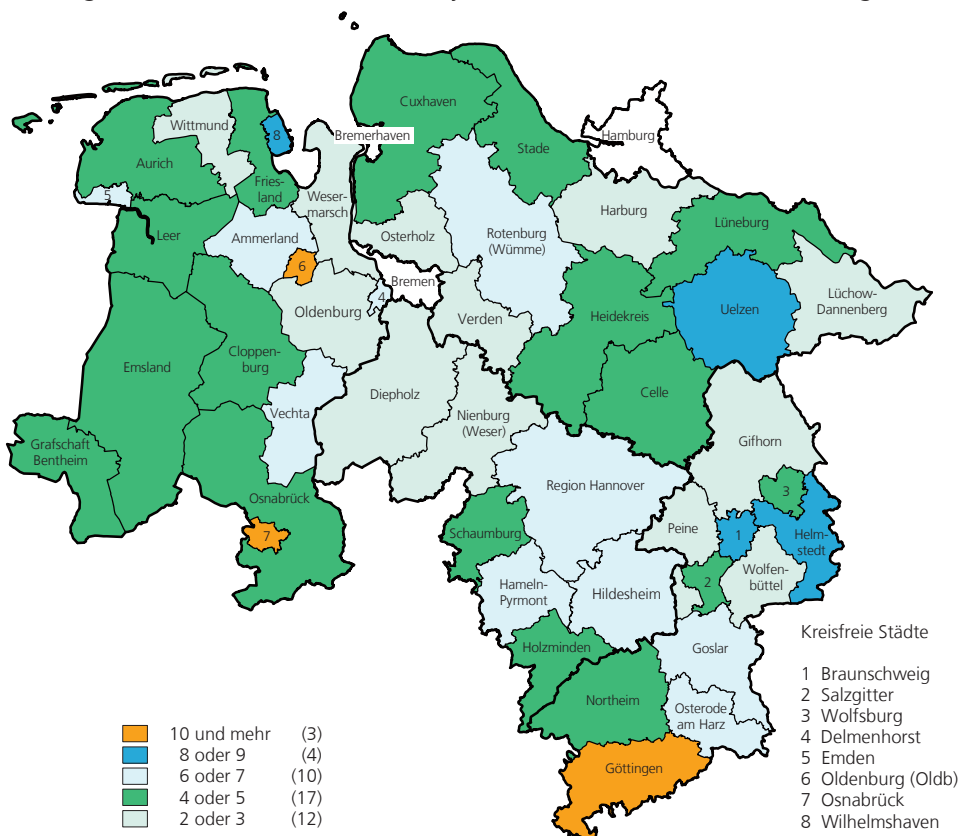 Cuxhaven
Wittmund
8
Bremerhaven
Hamburg
Stade
Aurich
Fries-
land
5
Weser-
marsch
Harburg
Lüneburg
Leer
Ammerland
Osterholz
Rotenburg
(Wümme)
6
Bremen
4
Lüchow-
Dannenberg
Oldenburg
Verden
Heidekreis
Uelzen
Emsland
Cloppen-
burg
Diepholz
Celle
Vechta
Nienburg
(Weser)
Gifhorn
Grafschaft
Bentheim
Region Hannover
3
Osnabrück
Peine
7
Schaumburg
1
Helm-
stedt
Hameln-
Pyrmont
Hildesheim
2
Wolfen-
büttel
Holzminden
Goslar
Northeim
Osterode
am Harz
Göttingen
10 und mehr (3)
8 oder 9 (4)
6 oder 7 (10)
4 oder 5 (17)
2 oder 3 (12)
Kreisfreie Städte
1 Braunschweig
2 Salzgitter
3 Wolfsburg
4 Delmenhorst
5 Emden
6 Oldenburg (Oldb)
7 Osnabrück
8 Wilhelmshaven